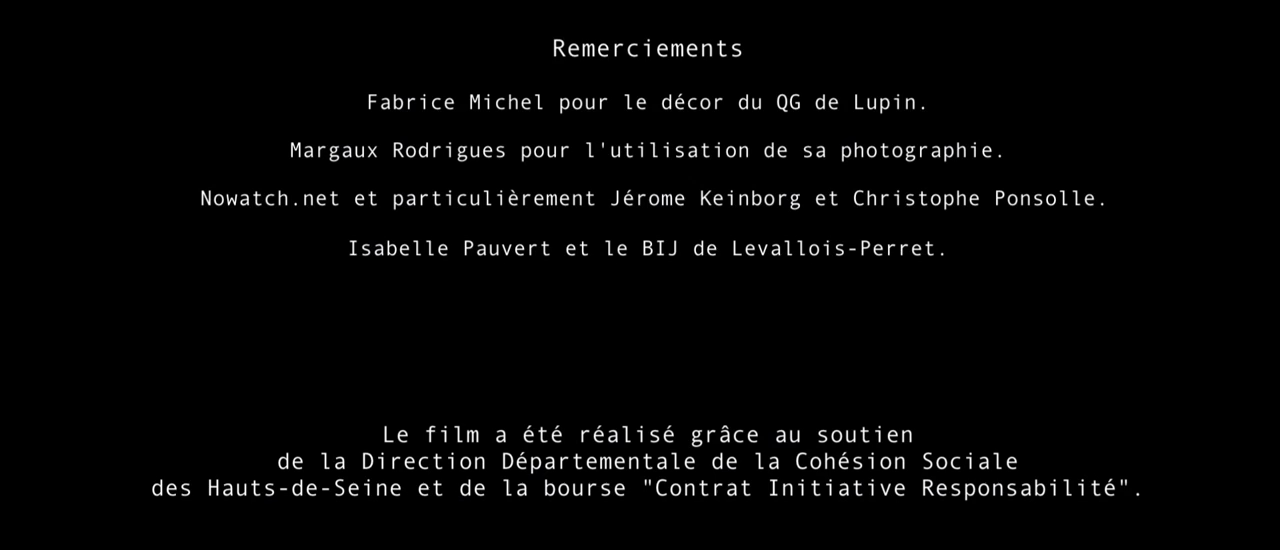 Remerciements
Fabrice Michel pour le décor du QG de Lupin.
Margaux Rodrigues pour l'utilisation de sa photographie.
Nowatch.net et particulièrement Jérome Keinborg et Christophe Ponsolle.
Isabelle Pauvert et le BIJ de Levallois-Perret.
Le film a été réalisé grâce au soutien
de la Direction Départementale de la Cohésion Sociale
des Hauts-de-Seine et de la bourse "Contrat Initiative Responsabilité".